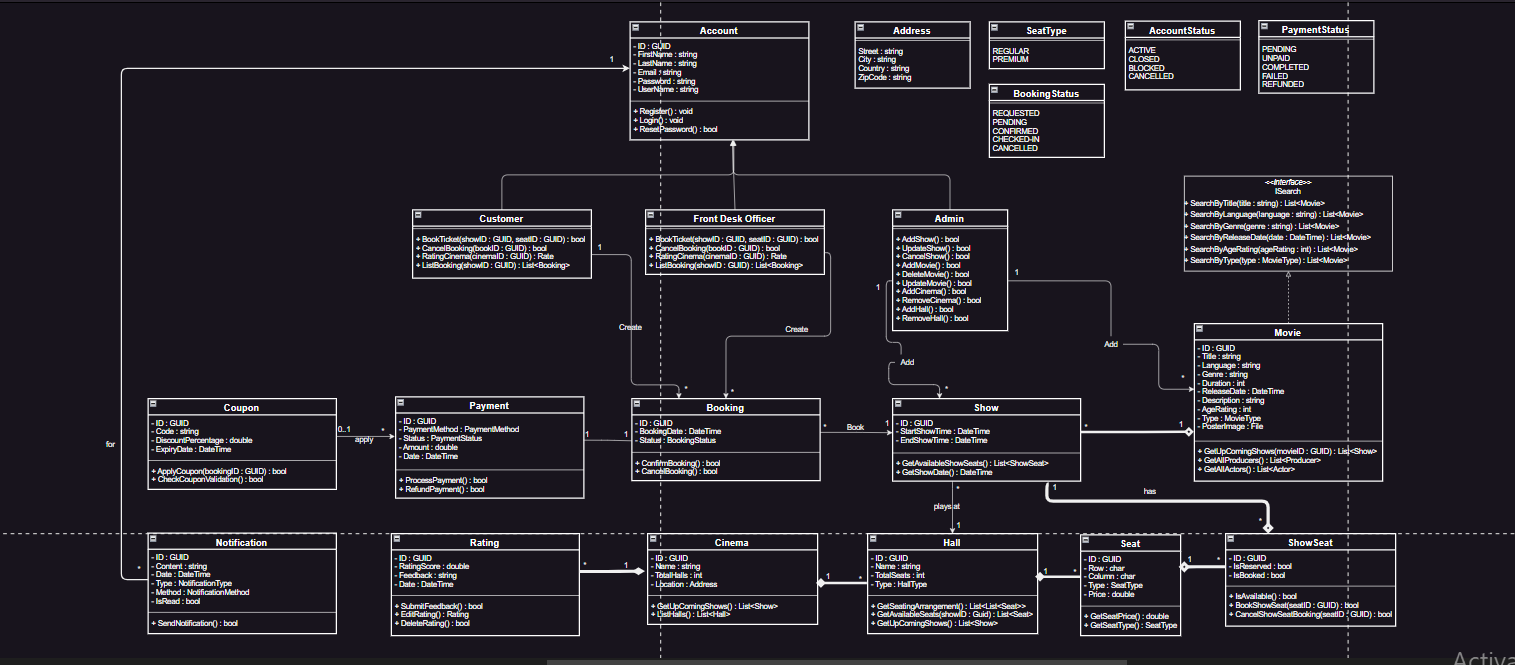 Account
- ID : GUID
- FirstName : string
- LastName : string
- Email : string
- Password : string
- UserName : string
+ Register() : void
+ Login() : void
+ ResetPassword() : bool
Address
Street : string
City : string
Country : string
ZipCode : string
SeatType
REGULAR
PREMIUM
AccountStatus
ACTIVE
CLOSED
BLOCKED
CANCELLED
PaymentStatus
PENDING
UNPAID
COMPLETED
FAILED
REFUNDED
BookingStatus
REQUESTED
PENDING
CONFIRMED
CHECKED-IN
CANCELLED
1
<<Interface>>
ISearch
+ SearchByTitle(title : string) : List<Movie>
+ SearchByLanguage(language : string) : List<Movie>
+ SearchByGenre(genre : string) : List<Movie>
+ SearchByReleaseDate(date : DateTime) : List<Movie>
+ SearchByAgeRating(ageRating : int) : List<Movie>
+ SearchByType(type : MovieType) : List<Movie>
Customer
+ BookTicket(showID : GUID, seatID : GUID) : bool
+ CancelBooking(bookID : GUID) : bool
+ RatingCinema(cinemaID : GUID) : Rate
+ ListBooking(showID : GUID) : List<Booking>
1
Front Desk Officer
+ BookTicket(showID : GUID, seatID : GUID) : bool
+ CancelBooking(bookID : GUID) : bool
+ RatingCinema(cinemaID : GUID) : Rate
+ ListBooking(showID : GUID) : List<Booking>
Admin
+ AddShow() : bool
+ UpdateShow() : bool
+ CancelShow() : bool
+ AddMovie() : bool
+ DeleteMovie() : bool
+ UpdateMovie() : bool
+ AddCinema() : bool
+ RemoveCinema() : bool
+ AddHall() : bool
+ RemoveHall() : bool
1
1
Create
Create
Add
Add
*
*
*
*
Movie
- ID : GUID
- Title : string
- Language : string
- Genre : string
- Duration : int
- ReleaseDate : DateTime
- Description : string
- AgeRating : int
- Type : MovieType
- PosterImage : File
+ GetUpComingShows(movieID : GUID) : List<Show>
+ GetAllProducers() : List<Producer>
+ GetAllActors() : List<Actor>
Coupon
- ID : GUID
- Code : string
- DiscountPercentage : double
- ExpiryDate : DateTime
+ ApplyCoupon(bookingID : GUID) : bool
+ CheckCouponValidation() : bool
0..1
*
apply
Payment
- ID : GUID
- PaymentMethod : PaymentMethod
- Status : PaymentStatus
- Amount : double
- Date : DateTime
+ ProcessPayment() : bool
+ RefundPayment() : bool
1
1
Booking
- ID : GUID
- BookingDate : DateTime
- Status : BookingStatus
+ ConfirmBooking() : bool
+ CancelBooking() : bool
*
Book
1
Show
- ID : GUID
- StartShowTime : DateTime
- EndShowTime : DateTime
+ GetAvailableShowSeats() : List<ShowSeat>
+ GetShowDate() : DateTime
*
1
for
*
plays at
1
1
has
*
Notification
- ID : GUID
- Content : string
- Date : DateTime
- Type : NotificationType
- Method : NotificationMethod
- IsRead : bool
+ SendNotification() : bool
*
Rating
- ID : GUID
- RatingScore : double
- Feedback : string
- Date : DateTime
+ SubmitFeedback() : bool
+ EditRating() : Rating
+ DeleteRating() : bool
*
1
Cinema
- ID : GUID
- Name : string
- TotalHalls : int
- Location : Address
+ GetUpComingShows() : List<Show>
+ ListHalls() : List<Hall>
1
*
Hall
- ID : GUID
- Name : string
- TotalSeats : int
- Type : HallType
+ GetSeatingArrangement() : List<List<Seat>>
+ GetAvailableSeats(showID : Guid) : List<Seat>
+ GetUpComingShows() : List<Show>
1
*
Seat
- ID : GUID
- Row : char
- Column : char
- Type : SeatType
- Price : double
+ GetSeatPrice() : double
+ GetSeatType() : SeatType
1
*
ShowSeat
- ID : GUID
- IsReserved : bool
- IsBooked : bool
+ IsAvailable() : bool
+ BookShowSeat(seatID : GUID) : bool
+ CancelShowSeatBooking(seatID : GUID) : bool
Activa